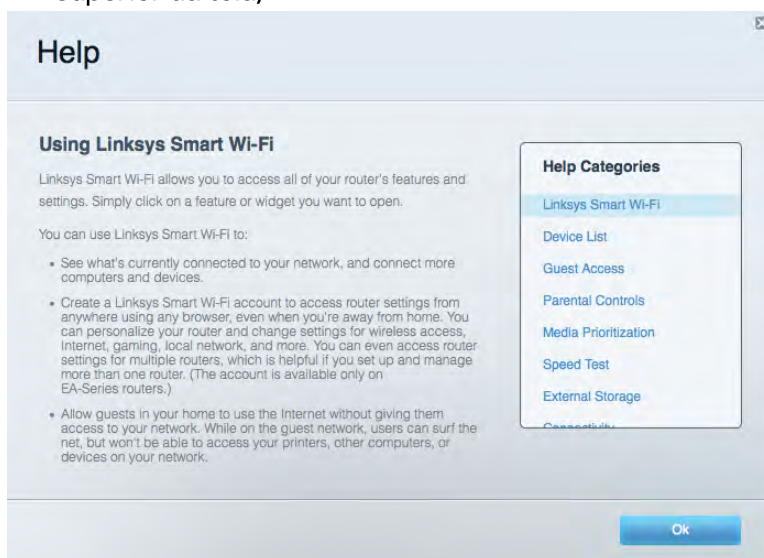 Help
Using Linksys Smart Wi-Fi
Linksys Smart Wi-Fi allows you to access all of your router's features and
settings. Simply click on a feature or widget you want to open.
You can use Linksys Smart Wi-Fi to:
• See what's currently connected to your network, and connect more
computers and devices.
• Create a Linksys Smart Wi-Fi account to access router settings from
anywhere using any browser, even when you're away from home. You
can personalize your router and change settings for wireless access,
Internet, gaming, local network, and more. You can even access router
settings for multiple routers, which is helpful if you set up and manage
more than one router. (The account is available only on
EA-Series routers.)
• Allow guests in your home to use the Internet without giving them
access to your network. While on the guest network, users can surf the
net, but won't be able to access your printers, other computers, or
devices on your network.
Help Categories
Linksys Smart Wi-Fi
Device List
Guest Access
Parental Controls
Media Prioritization
Speed Test
External Storage
Connectivity
Ok